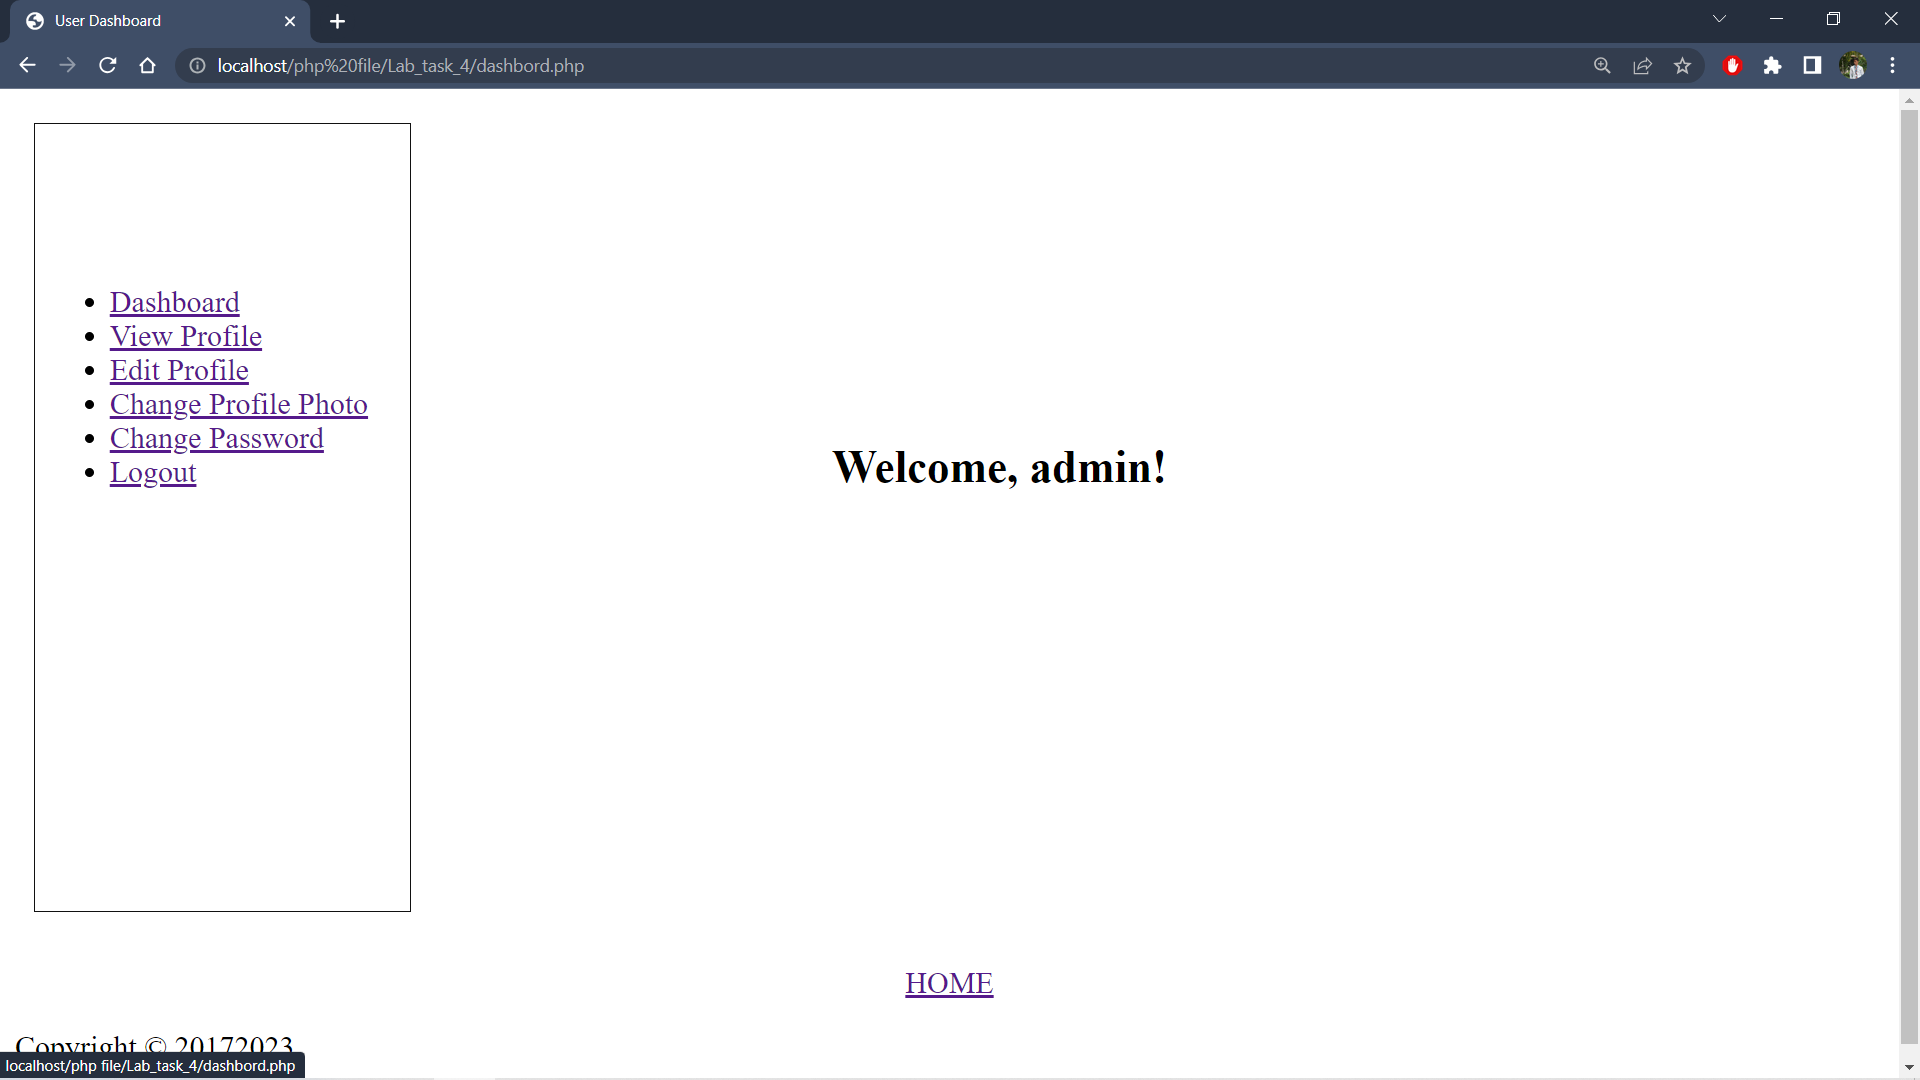 User Dashboard
localhost/php%20file/Lab_task_4/dashbord.php
Dashboard
View Profile
Edit Profile
Change Profile Photo
Change Password
Logout
Welcome, admin!
HOME
Copyright © 20172023
localhost/php file/Lab_task_4/dashbord.php